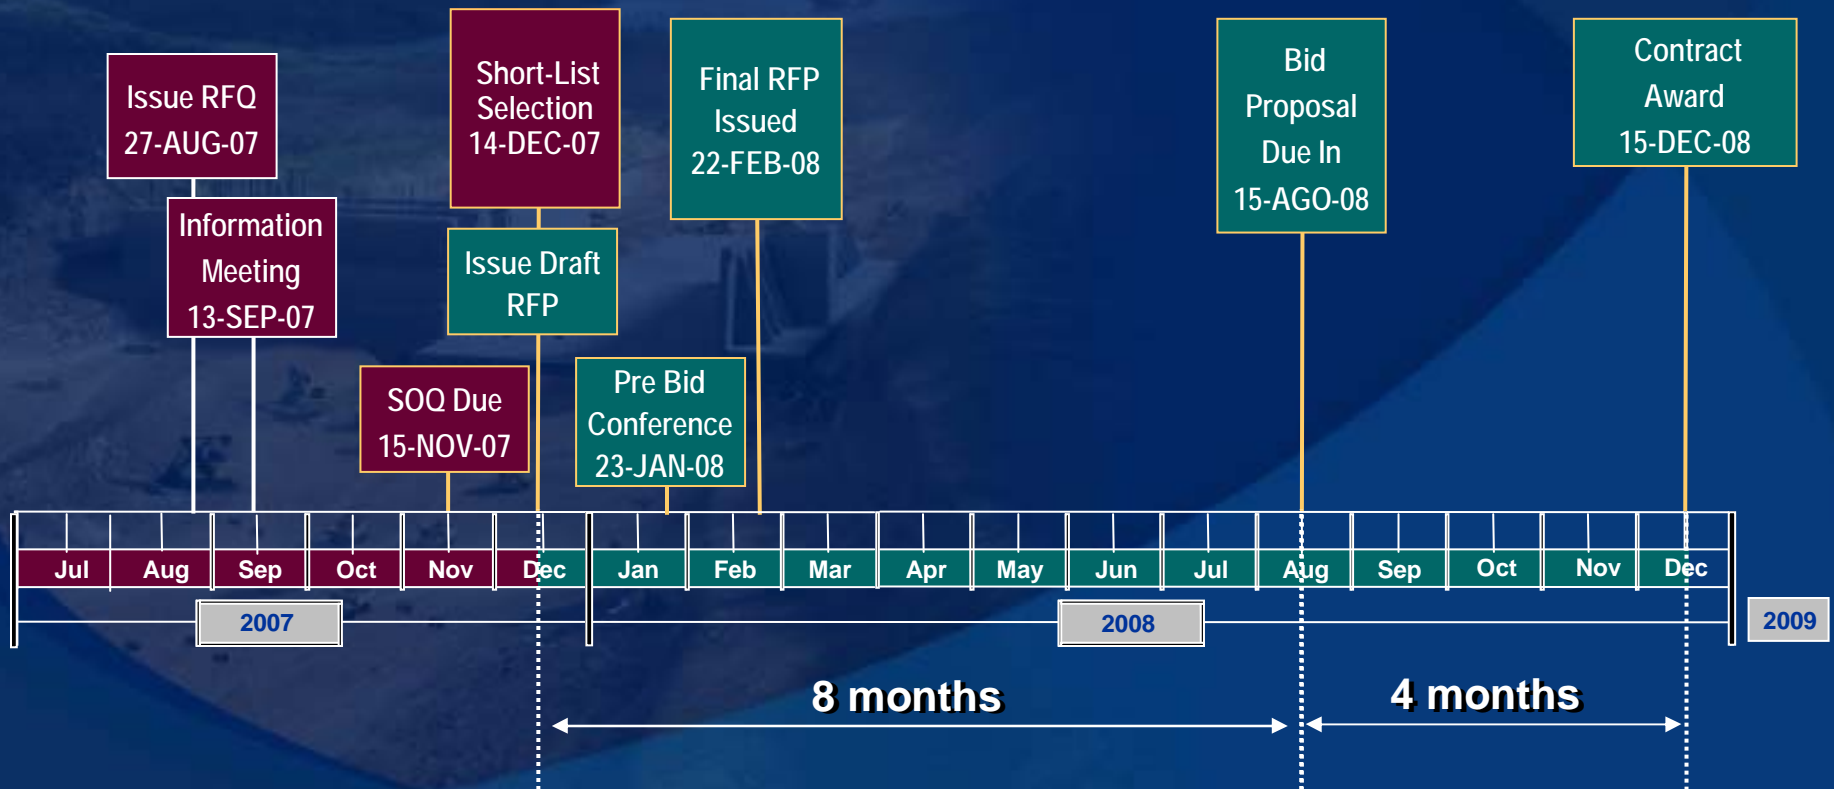 Issue RFQ
27-AUG-07
Information
Meeting
13-SEP-07
SOQ Due
15-NOV-07
Short-List
Selection
14-DEC-07
Issue Draft
RFP
Pre Bid
Conference
23-JAN-08
Final RFP
Issued
22-FEB-08
Bid
Proposal
Due In
15-AGO-08
Contract
Award
15-DEC-08
Jul Aug Sep Oct Nov Dec Jan Feb Mar Apr May Jun Jul Aug Sep Oct Nov Dec
2007 2008 2009
8 months 4 months